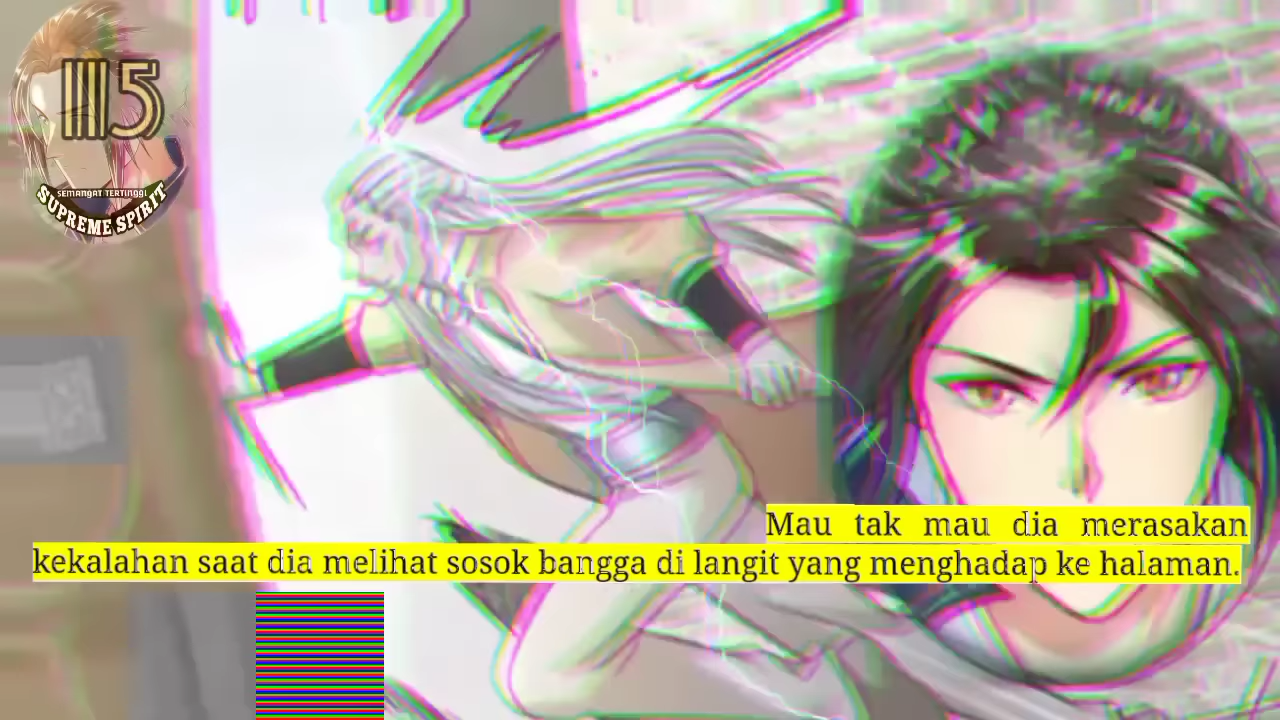 115
SEMANGAT TERTINGGI
SUPREME SPIRIT
Mau tak mau dia merasakan
kekalahan saat dia melihat sosok bangga di langit yang menghadap ke halaman.